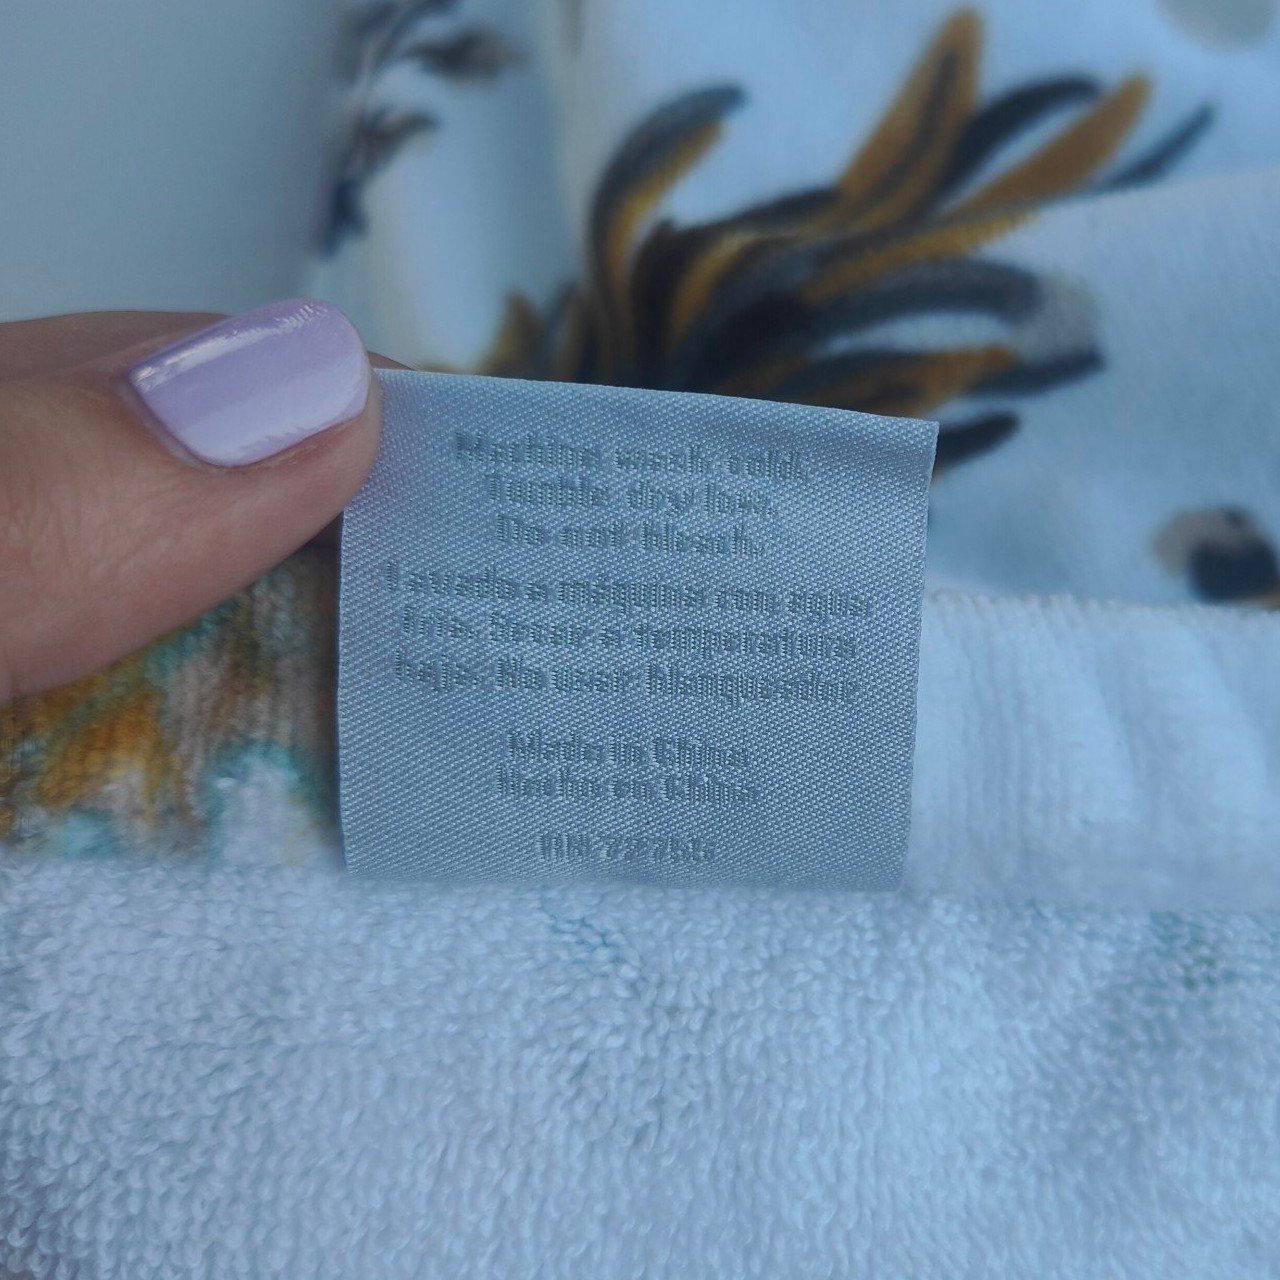 Machine wash cold.
Tumble dry low.
Do not bleach.
Lavado a máquina con agua
fría. Secar a temperatura
baja. No usar blanqueador
Made in China
Hecho en China
RN